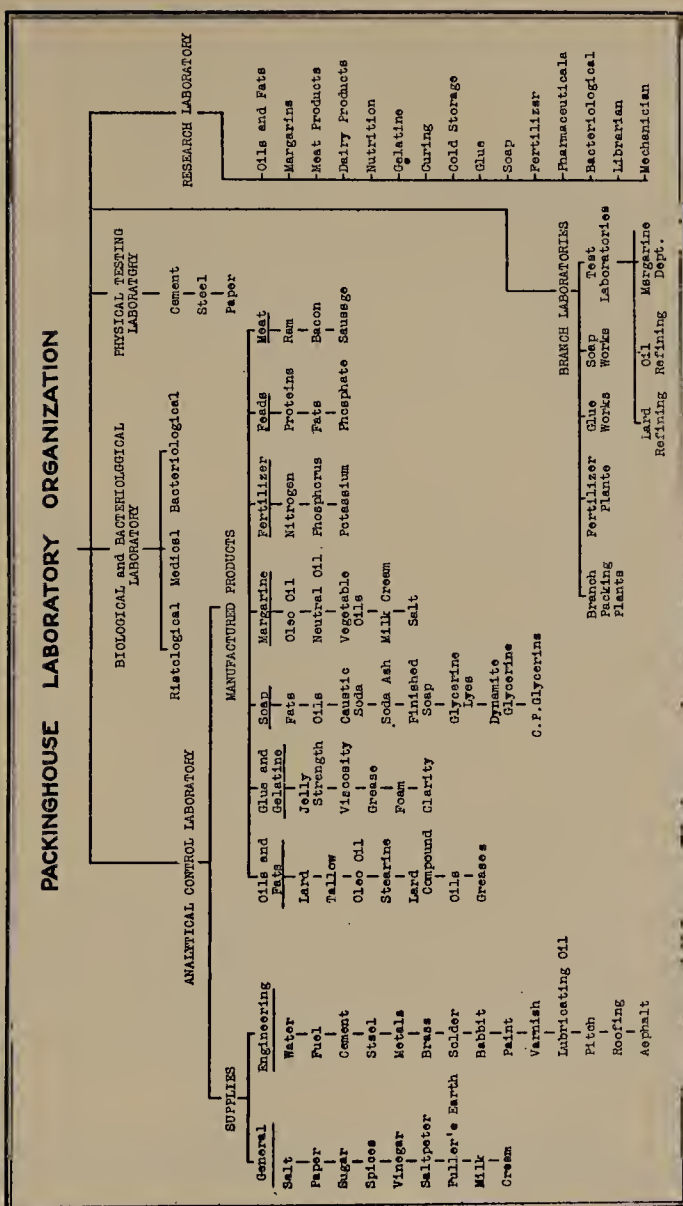 PACKINGHOUSE LABORATORY ORGANIZATION
ANALYTICAL CONTROL LABORATORY
BIOLOGICAL and BACTERIOLOGICAL
LABORATORY
PHYSICAL TESTING
LABORATORY
RESEARCH LABORATORY
Ristological Medical Bacteriological
Cement
Steel
Paper
Oils and Fats
Margarins
Meat Products
Dairy Products
Nutrition
Gelatine
Curing
Cold Storage
Glue
Soap
Fertilizer
Pharmaceuticals
Bacteriological
Librarian
Mechanician
SUPPLIES
General
Salt
Paper
Sugar
Spices
Vinegar
Saltpeter
Fuller's Earth
Milk
Cream
Engineering
Water
Fuel
Cement
Steel
Metals
Brass
Solder
Babbit
Paint
Varnish
Lubricating Oil
Pitch
Roofing
Asphalt
MANUFACTURED PRODUCTS
Oils and
Fats
Lard
Tallow
Oleo Oil
Stearine
Lard
Compound
Oils
Greases
Glue and
Gelatine
Jelly
Strength
Viscosity
Grease
Foam
Clarity
Soap
Fats
Oils
Caustic
Soda
Soda Ash
Finished
Soap
Glycerine
Lyes
Dynamite
Glycerine
C.P.Glycerins
Margarine
Oleo Oil
Neutral Oil.
Vegetable
Oils
Milk Cream
Salt
Fertilizer
Nitrogen
Phosphorus
Potassium
Feeds
Proteins
Fats
Phosphate
Meat
Ram
Bacon
Sausage
BRANCH LABORATORIES
Branch
Packing
Plants
Fertilizer
Plante
Glue
Works
Soap
Works
Test
Laboratories
Lard
Refining
Oil
Refining
Margarine
Dept.